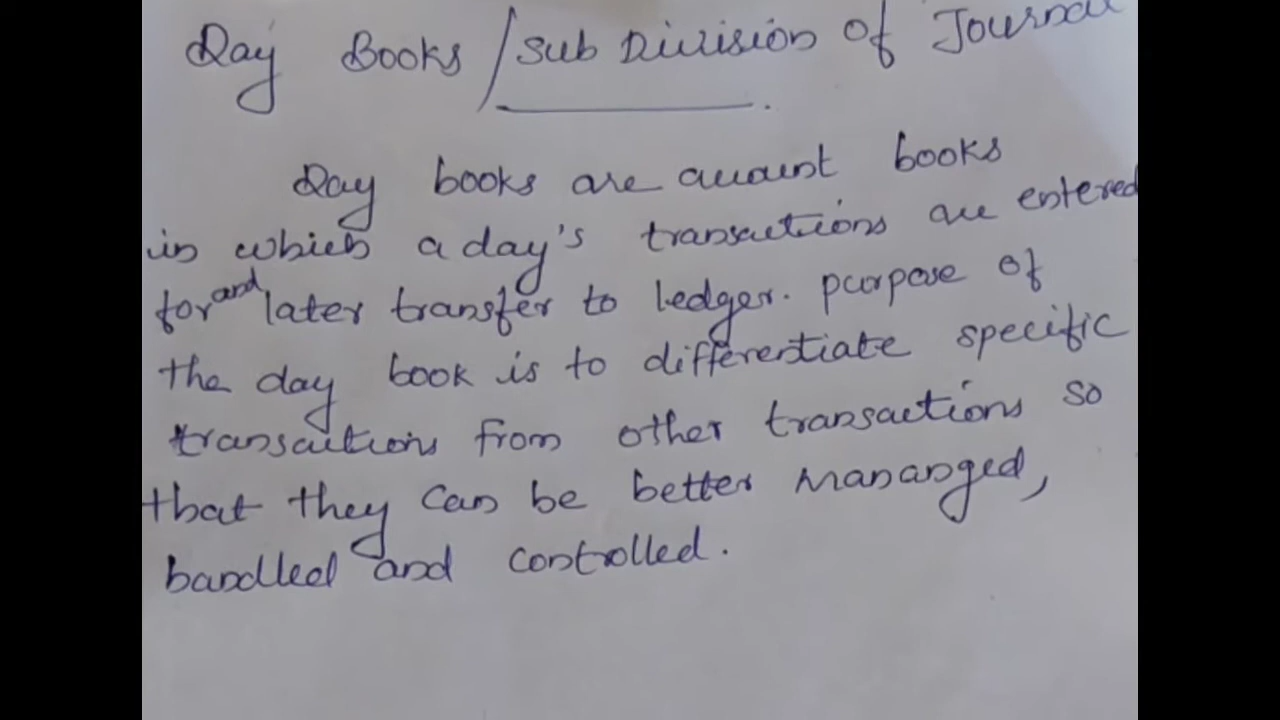 Day Books / Sub Division of Journal
Day books are account books
in which a day's transactions are entered
for and later transfer to ledger. purpose of
the day book is to differentiate specific
transactions from other transactions so
that they can be better mananged,
handled and controlled.